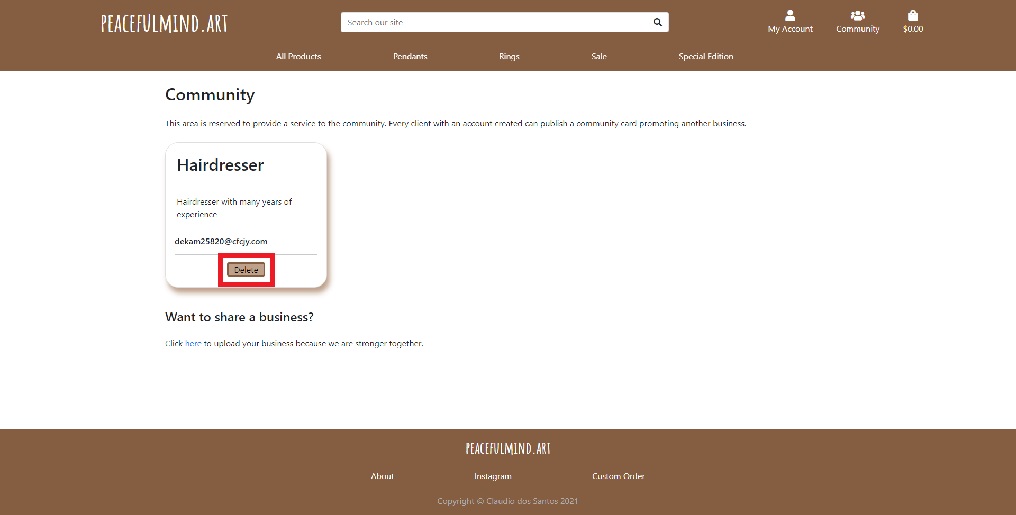 PEACEFULMIND.ART
Search our site
My Account
Community
$0.00
All Products
Pendants
Rings
Sale
Special Edition
Community
This area is reserved to provide a service to the community. Every client with an account created can publish a community card promoting another business.
Hairdresser
Hairdresser with many years of
experience
dekam25820@cfcjy.com
Delete
Want to share a business?
Click here to upload your business because we are stronger together.
PEACEFULMIND.ART
About
Instagram
Custom Order
Copyright © Claudio dos Santos 2021